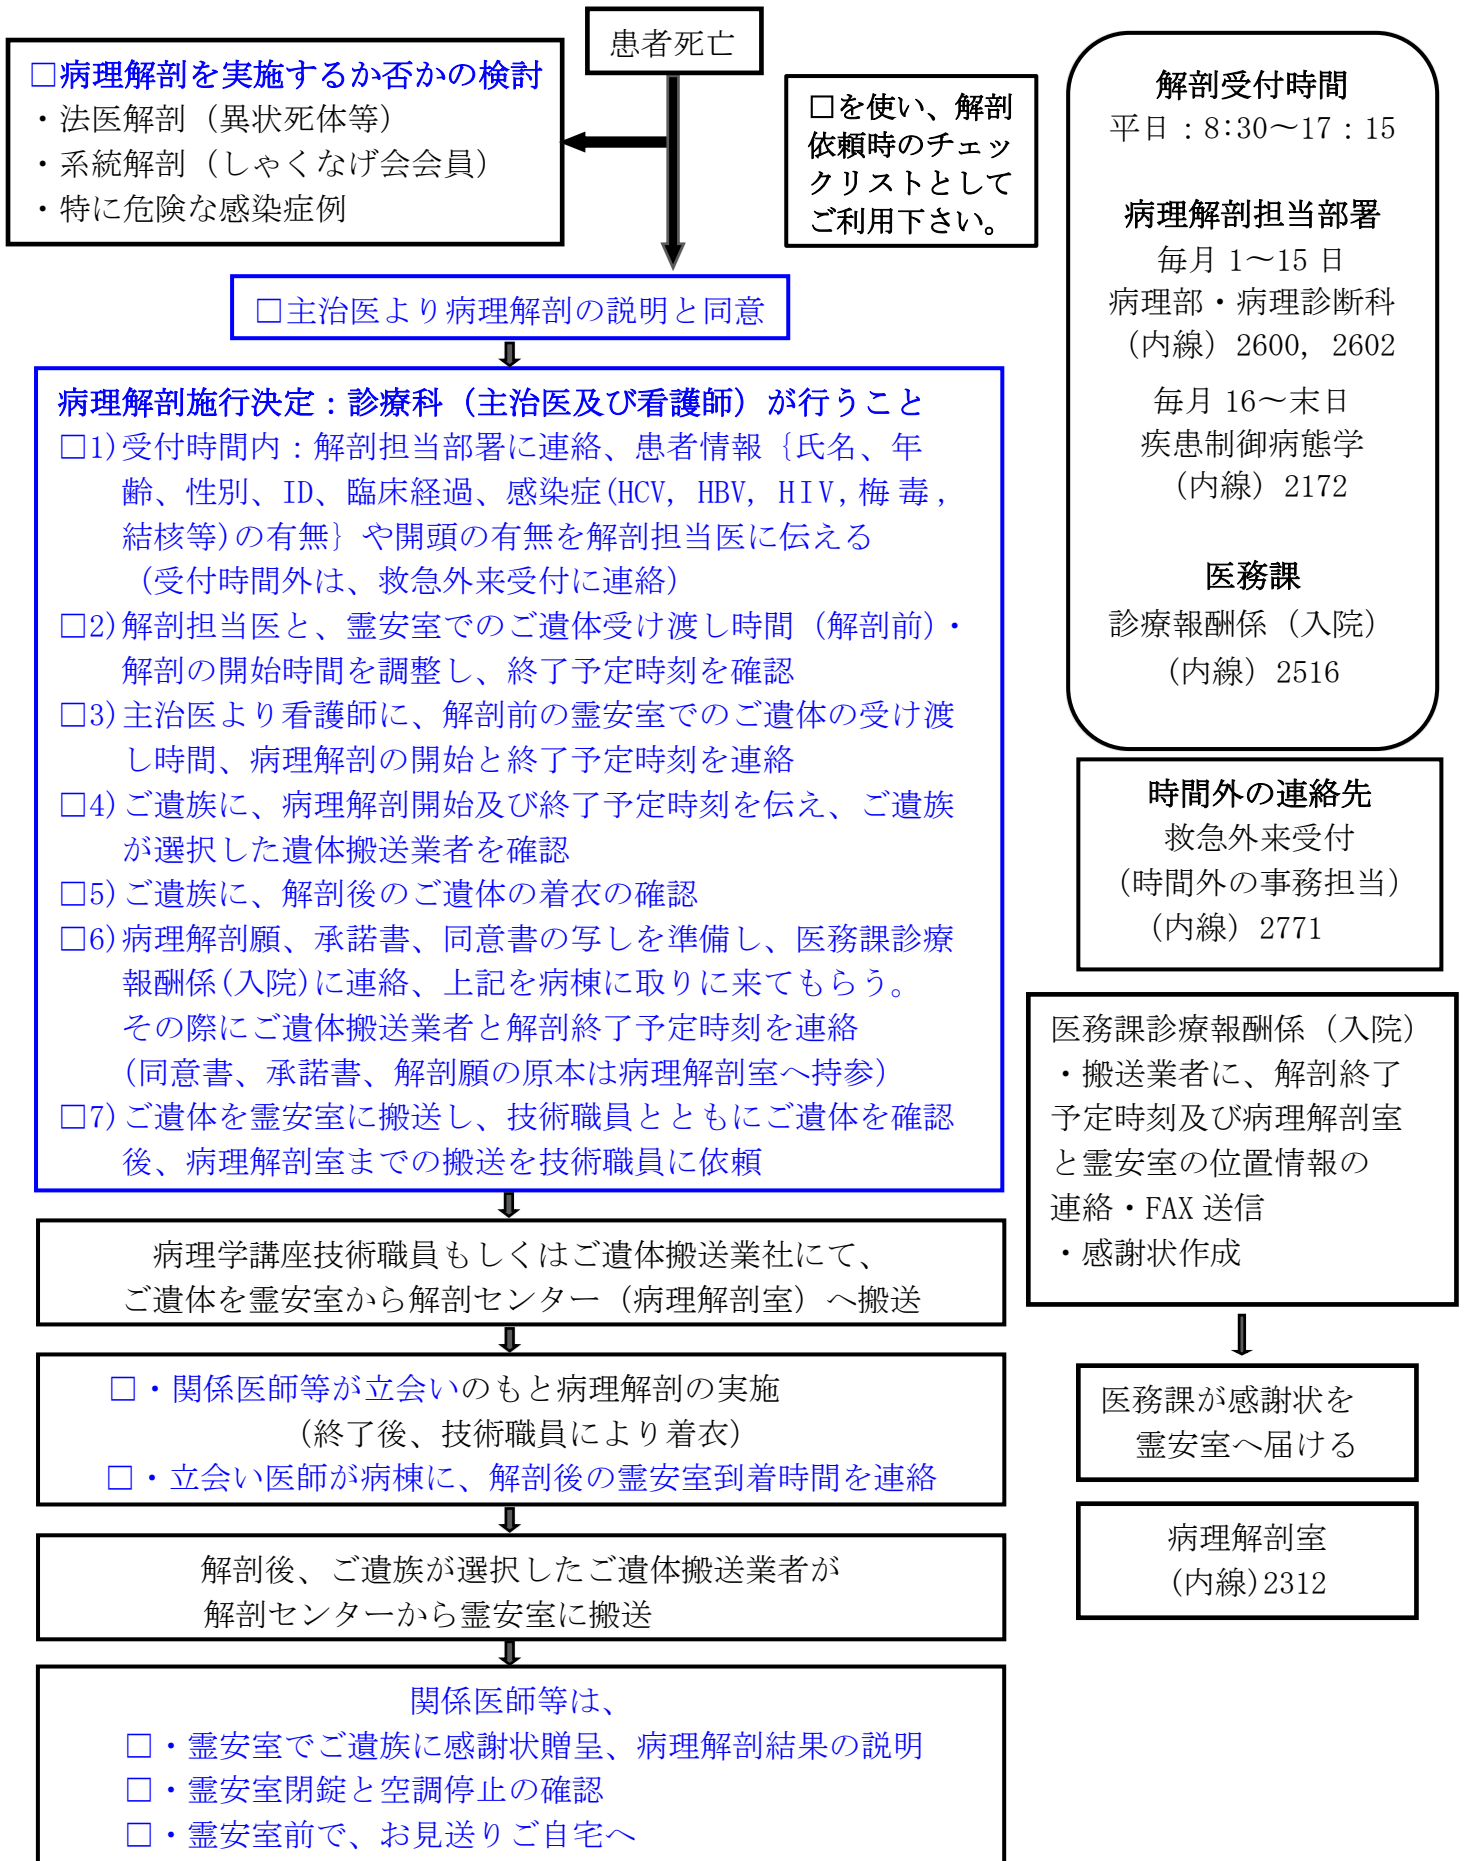 患者死亡
□病理解剖を実施するか否かの検討
・法医解剖（異状死体等）
・系統解剖（しゃくなげ会会員）
・特に危険な感染症例
□を使い、解剖
依頼時のチェッ
クリストとして
ご利用下さい。
□主治医より病理解剖の説明と同意
病理解剖施行決定：診療科（主治医及び看護師）が行うこと
□1)受付時間内：解剖担当部署に連絡、患者情報｛氏名、年
齢、性別、ID、臨床経過、感染症(HCV, HBV, HIV,梅毒,
結核等)の有無｝や開頭の有無を解剖担当医に伝える
（受付時間外は、救急外来受付に連絡）
□2)解剖担当医と、霊安室でのご遺体受け渡し時間（解剖前）・
解剖の開始時間を調整し、終了予定時刻を確認
□3)主治医より看護師に、解剖前の霊安室でのご遺体の受け渡
し時間、病理解剖の開始と終了予定時刻を連絡
□4)ご遺族に、病理解剖開始及び終了予定時刻を伝え、ご遺族
が選択した遺体搬送業者を確認
□5)ご遺族に、解剖後のご遺体の着衣の確認
□6)病理解剖願、承諾書、同意書の写しを準備し、医務課診療
報酬係(入院)に連絡、上記を病棟に取りに来てもらう。
その際にご遺体搬送業者と解剖終了予定時刻を連絡
（同意書、承諾書、解剖願の原本は病理解剖室へ持参）
□7)ご遺体を霊安室に搬送し、技術職員とともにご遺体を確認
後、病理解剖室までの搬送を技術職員に依頼
病理学講座技術職員もしくはご遺体搬送業社にて、
ご遺体を霊安室から解剖センター（病理解剖室）へ搬送
□・関係医師等が立会いのもと病理解剖の実施
（終了後、技術職員により着衣）
□・立会い医師が病棟に、解剖後の霊安室到着時間を連絡
解剖後、ご遺族が選択したご遺体搬送業者が
解剖センターから霊安室に搬送
関係医師等は、
□・霊安室でご遺族に感謝状贈呈、病理解剖結果の説明
□・霊安室閉錠と空調停止の確認
□・霊安室前で、お見送りご自宅へ
解剖受付時間
平日：8:30～17：15
病理解剖担当部署
毎月 1～15 日
病理部・病理診断科
（内線）2600, 2602
毎月 16～末日
疾患制御病態学
（内線）2172
医務課
診療報酬係（入院）
（内線）2516
時間外の連絡先
救急外来受付
（時間外の事務担当）
（内線）2771
医務課診療報酬係（入院）
・搬送業者に、解剖終了
予定時刻及び病理解剖室
と霊安室の位置情報の
連絡・FAX 送信
・感謝状作成
医務課が感謝状を
霊安室へ届ける
病理解剖室
(内線)2312